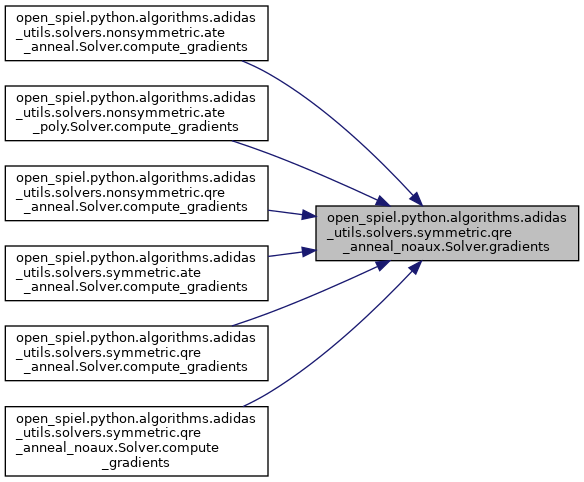 open_spiel.python.algorithms.adidas
_utils.solvers.nonsymmetric.ate
_anneal.Solver.compute_gradients
open_spiel.python.algorithms.adidas
_utils.solvers.nonsymmetric.ate
_poly.Solver.compute_gradients
open_spiel.python.algorithms.adidas
_utils.solvers.nonsymmetric.qre
_anneal.Solver.compute_gradients
open_spiel.python.algorithms.adidas
_utils.solvers.symmetric.ate
_anneal.Solver.compute_gradients
open_spiel.python.algorithms.adidas
_utils.solvers.symmetric.qre
_anneal.Solver.compute_gradients
open_spiel.python.algorithms.adidas
_utils.solvers.symmetric.qre
_anneal_noaux.Solver.compute
_gradients
open_spiel.python.algorithms.adidas
_utils.solvers.symmetric.qre
_anneal_noaux.Solver.gradients